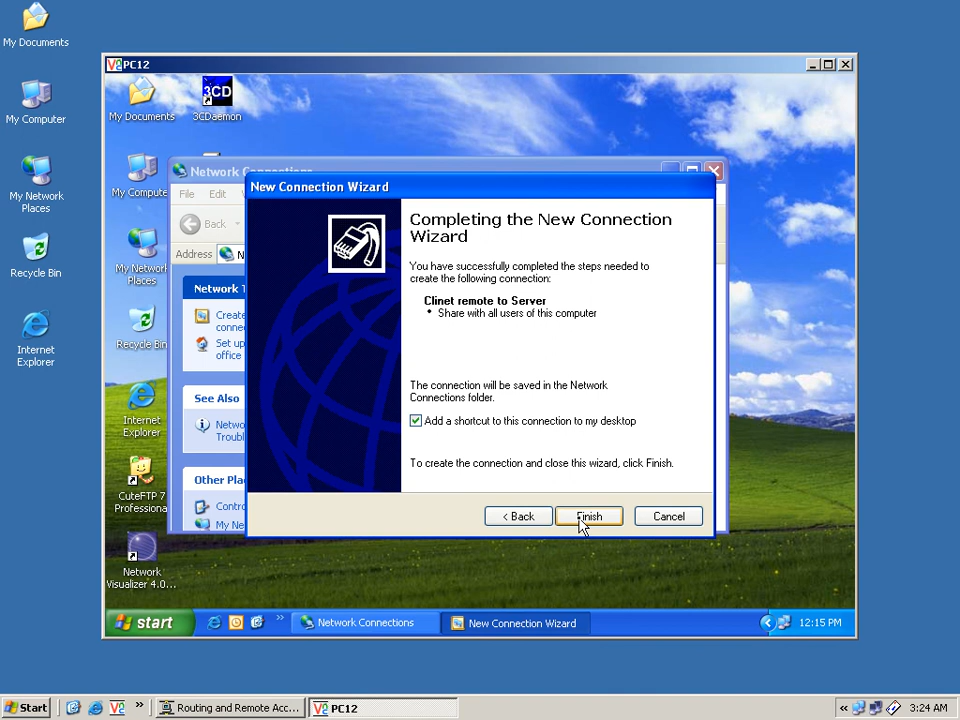 My Documents
My Computer
My Network
Places
Recycle Bin
Internet
Explorer
PC12
My Documents
3CD
3CDaemon
My Compute
My Network
Places
Recycle Bin
Internet
Explorer
CuteFTP 7
Professiona
Network
Visualizer 4.0...
Network Connections
File Edit
Back
Address
N
Network T
Create
conne
Set up
office
See Also
Netwo
Troubl
Other Pla
Contro
My Ne
New Connection Wizard
Completing the New Connection
Wizard
You have successfully completed the steps needed to
create the following connection:
Clinet remote to Server
• Share with all users of this computer
The connection will be saved in the Network
Connections folder.
Add a shortcut to this connection to my desktop
To create the connection and close this wizard, click Finish.
< Back
Finish
Cancel
start
»
Network Connections
New Connection Wizard
12:15 PM
Start
»
Routing and Remote Acc...
PC12
«
3:24 AM